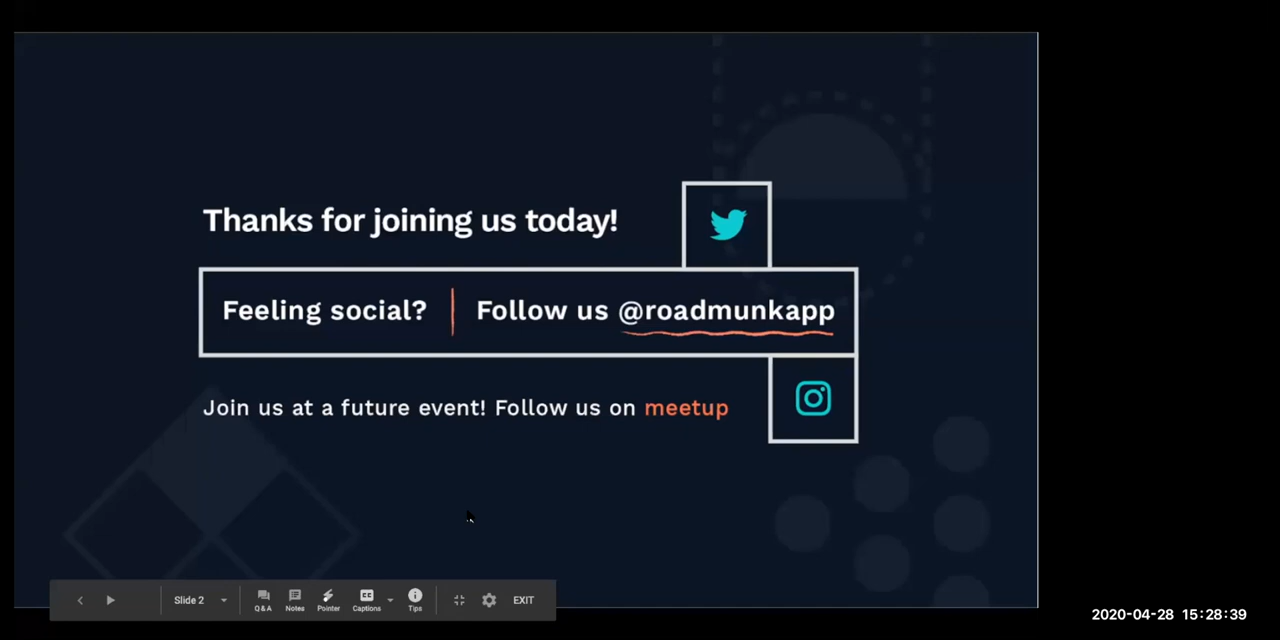 Thanks for joining us today!
Feeling social? Follow us @roadmunkapp
Join us at a future event! Follow us on meetup
Slide 2 Q&A Notes Pointer CC Captions Tips EXIT
2020-04-28 15:28:39